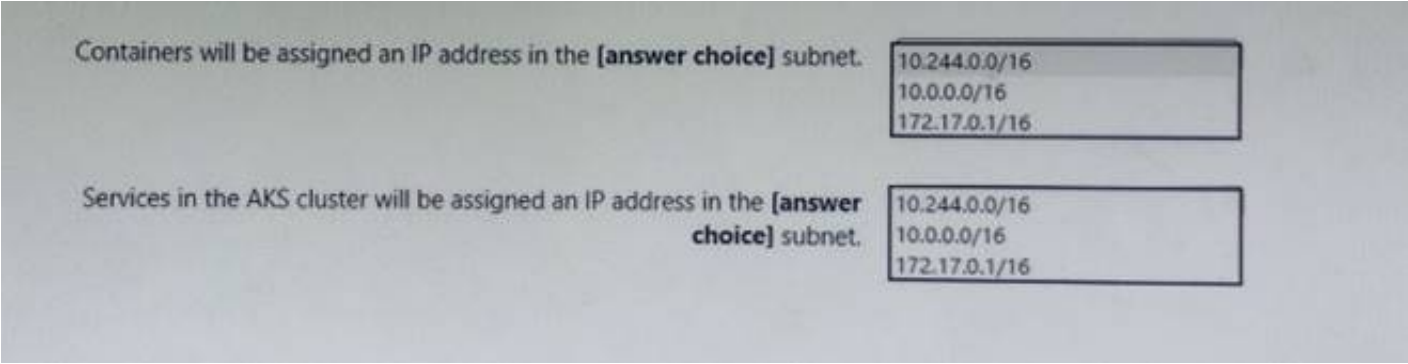 Containers will be assigned an IP address in the [answer choice] subnet.
10.244.0.0/16
10.0.0.0/16
172.17.0.1/16
Services in the AKS cluster will be assigned an IP address in the [answer
choice] subnet.
10.244.0.0/16
10.0.0.0/16
172.17.0.1/16